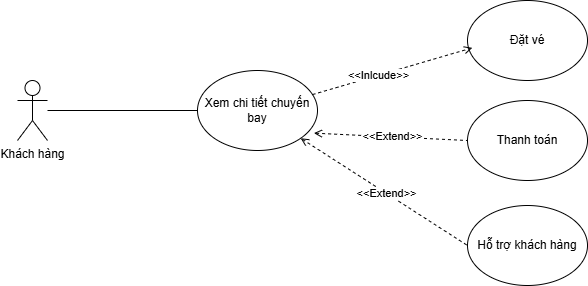 Đặt vé
<<Inlcude>>
Xem chi tiết chuyến
bay
<<Extend>>
Thanh toán
Khách hàng
<<Extend>>
Hỗ trợ khách hàng